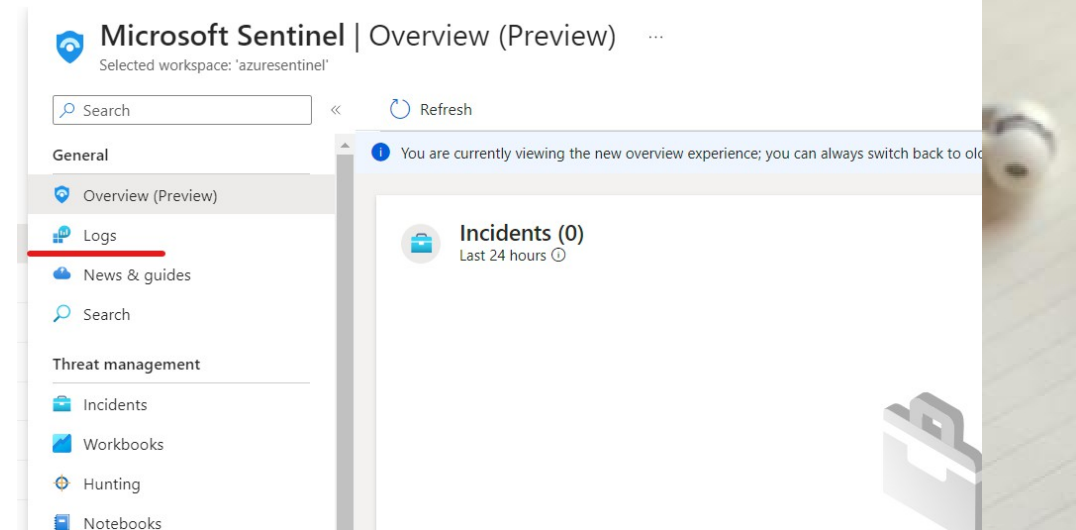 Microsoft Sentinel | Overview (Preview) ...
Selected workspace: 'azuresentinel'
Search
«
Refresh
General
You are currently viewing the new overview experience; you can always switch back to old
Overview (Preview)
Logs
News & guides
Search
Threat management
Incidents
Workbooks
Hunting
Notebooks
Incidents (0)
Last 24 hours